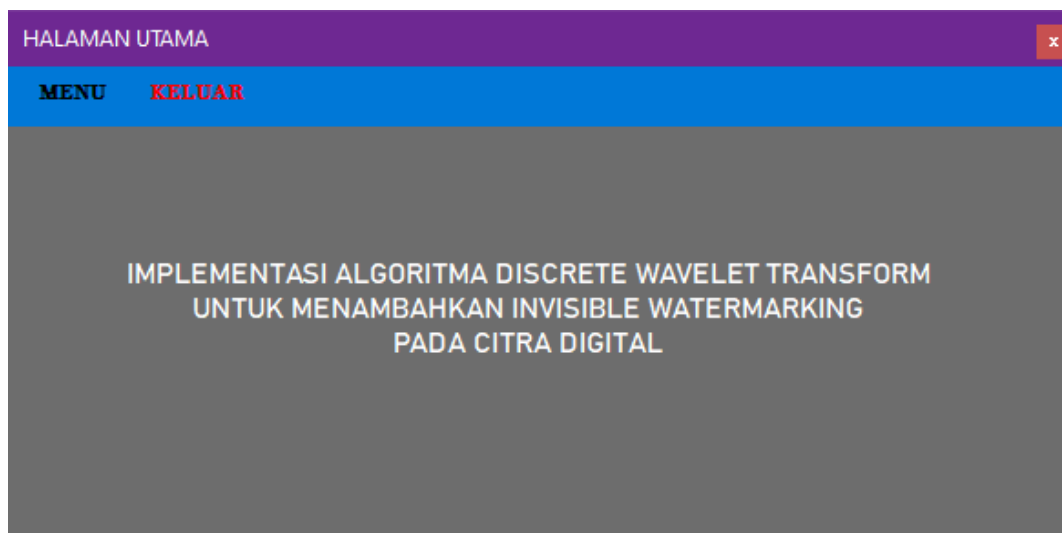 HALAMAN UTAMA
x
MENU KELUAR
IMPLEMENTASI ALGORITMA DISCRETE WAVELET TRANSFORM
UNTUK MENAMBAHKAN INVISIBLE WATERMARKING
PADA CITRA DIGITAL